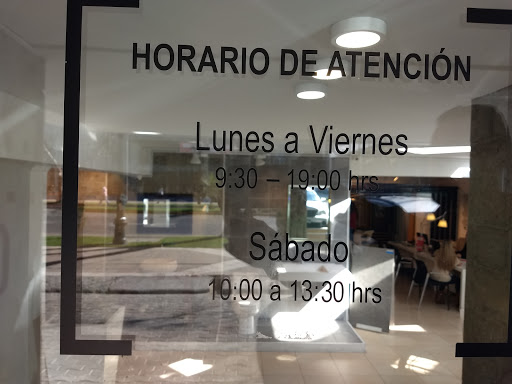 HORARIO DE ATENCIÓN
Lunes a Viernes
9:30 – 19:00 hrs
Sábado
10:00 a 13:30 hrs